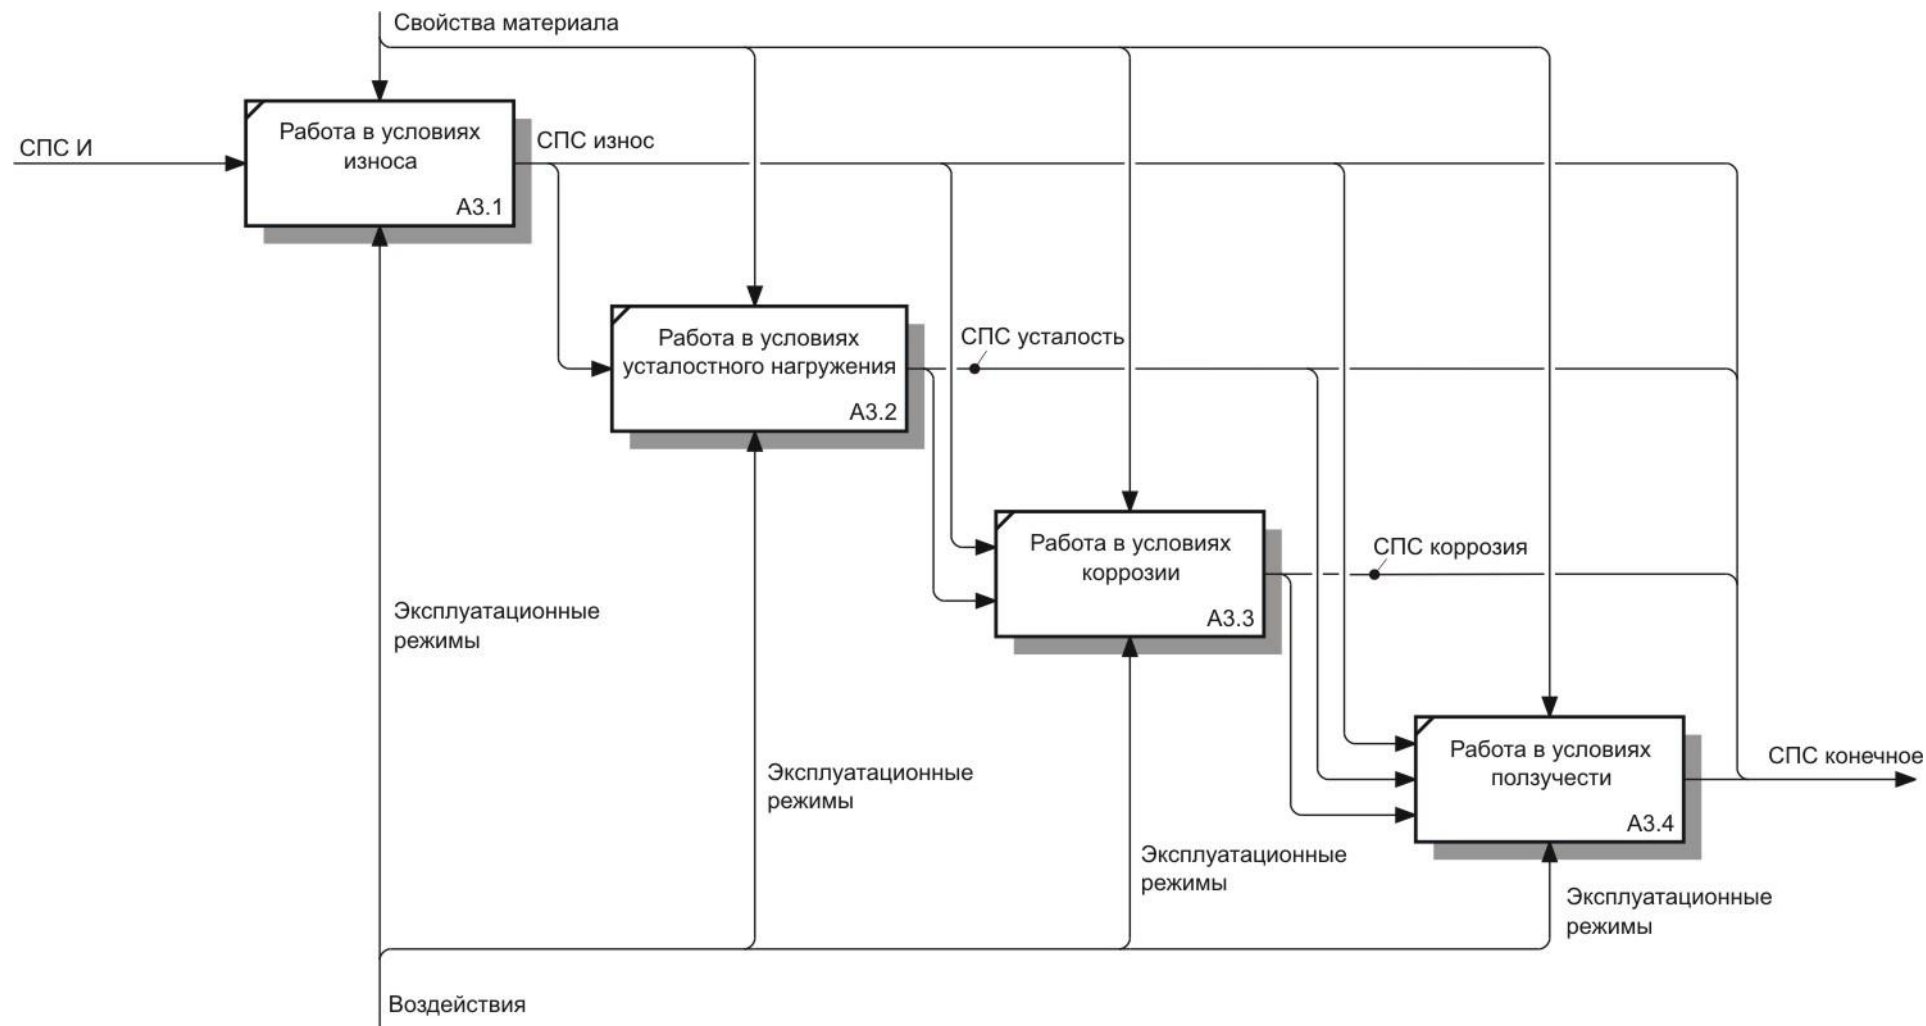 Свойства материала
СПС И
Работа в условиях
износа
А3.1
СПС износ
Работа в условиях
усталостного нагружения
А3.2
СПС усталость
Работа в условиях
коррозии
А3.3
СПС коррозия
Работа в условиях
ползучести
А3.4
СПС конечное
Эксплуатационные
режимы
Эксплуатационные
режимы
Эксплуатационные
режимы
Эксплуатационные
режимы
Воздействия